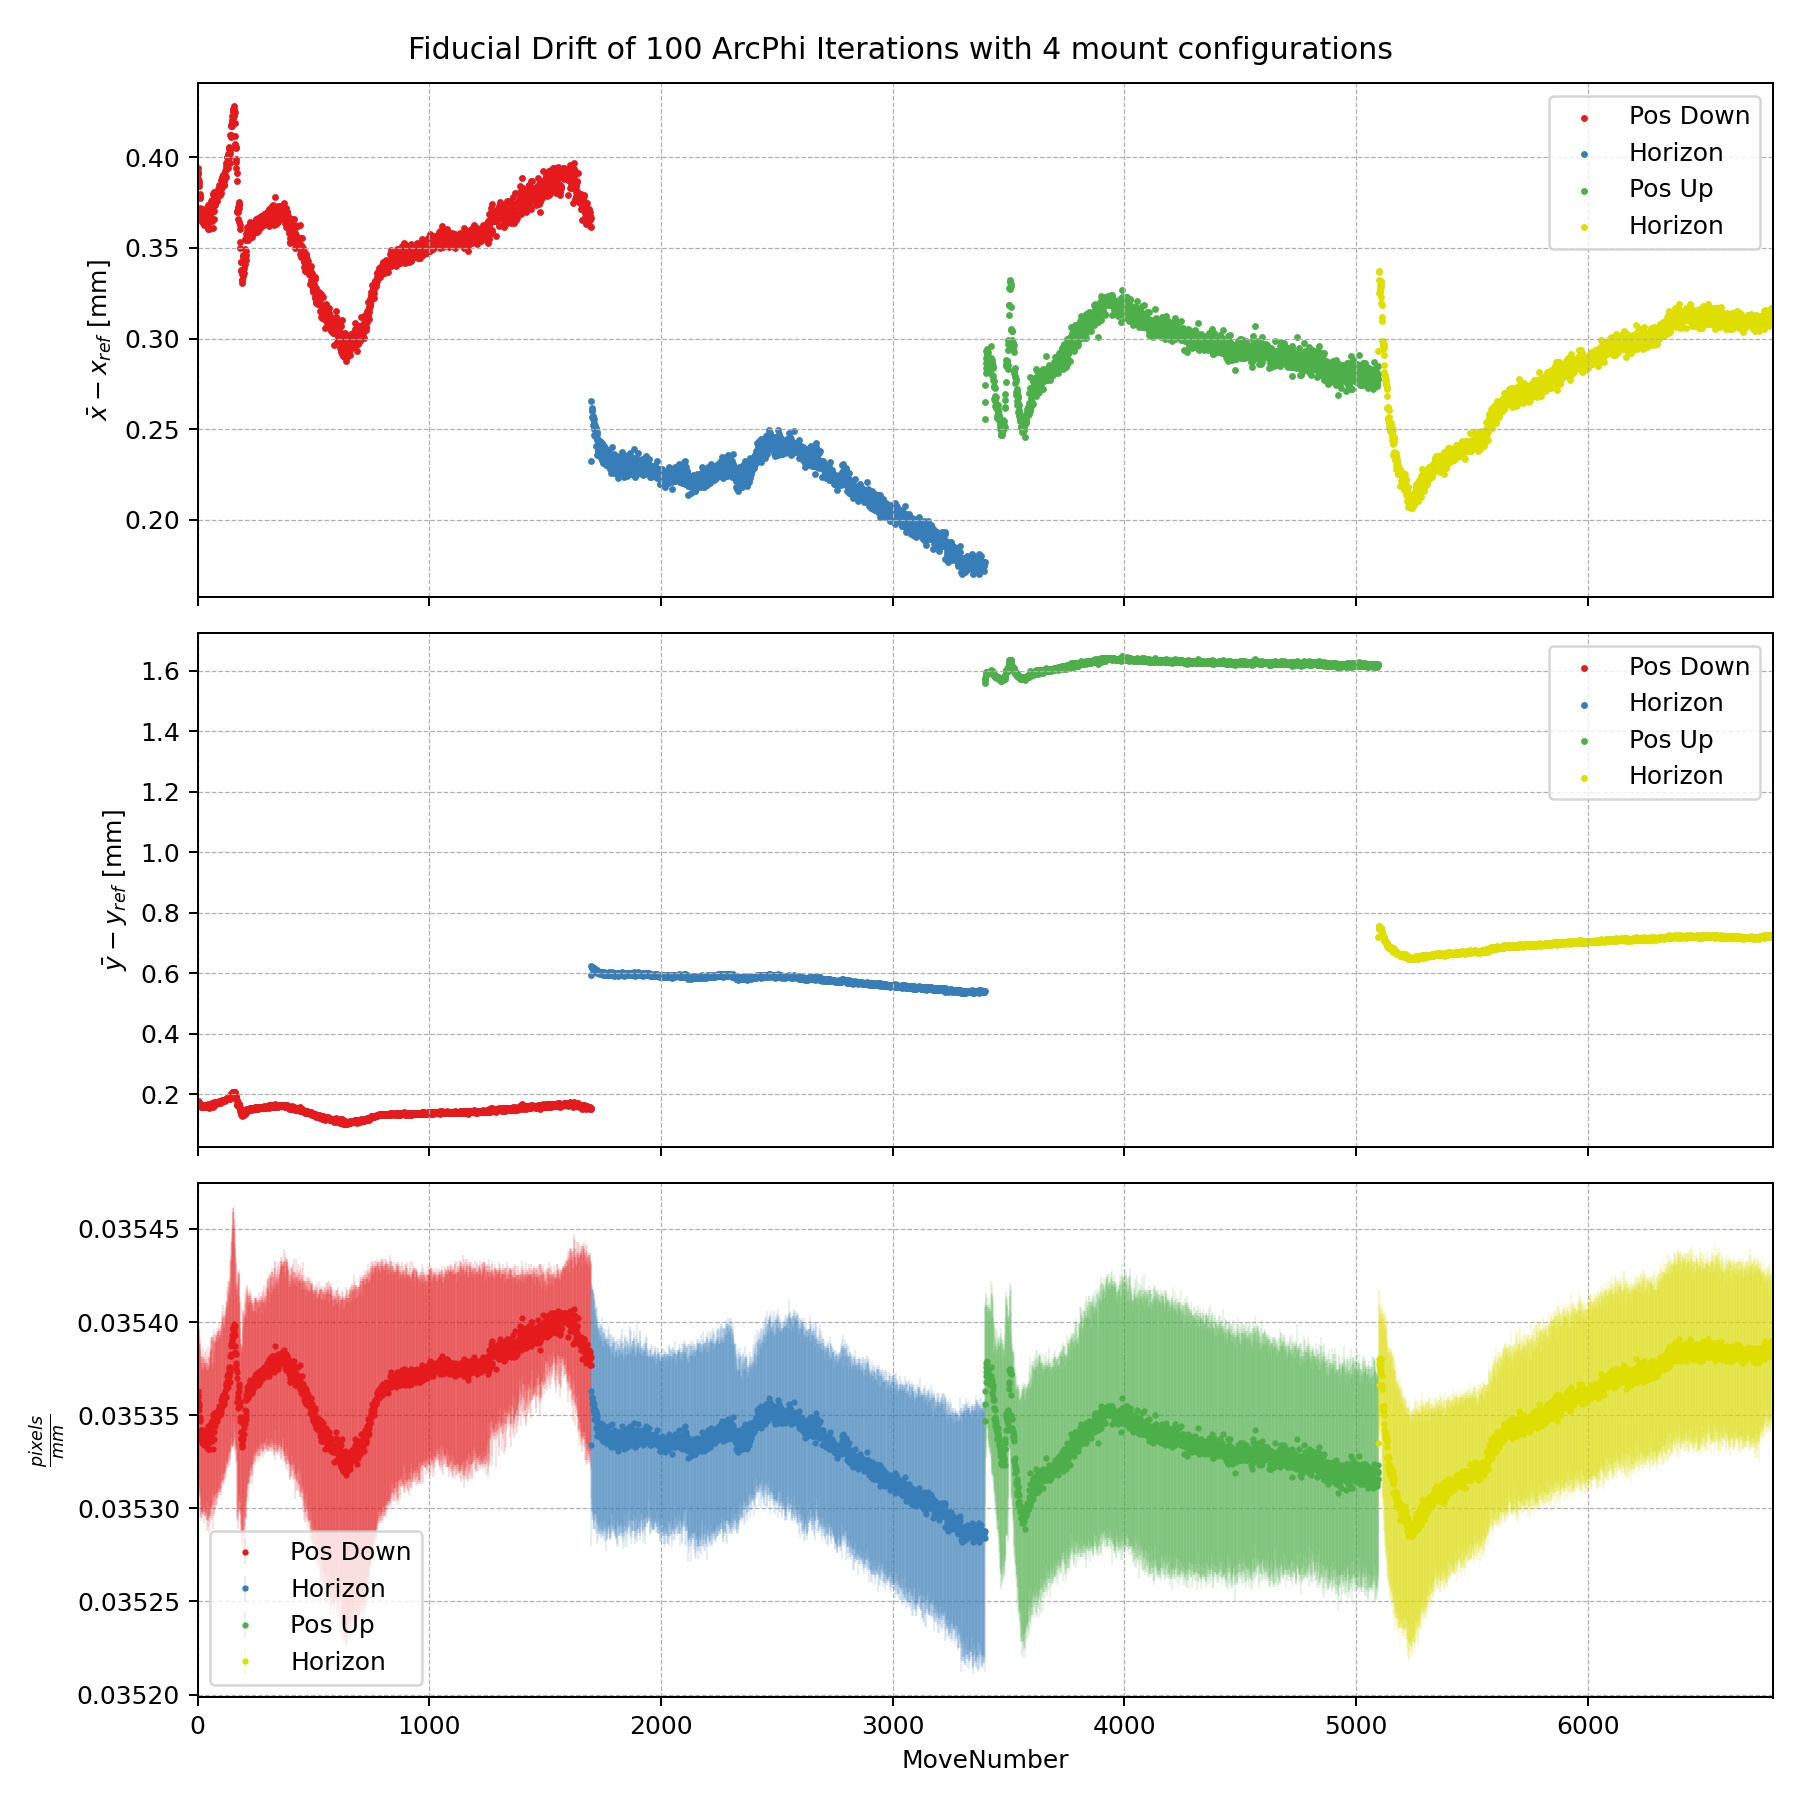 Fiducial Drift of 100 ArcPhi Iterations with 4 mount configurations
x̄ − x_ref [mm]
0.40
0.35
0.30
0.25
0.20
Pos Down
Horizon
Pos Up
Horizon
ȳ − y_ref [mm]
1.6
1.4
1.2
1.0
0.8
0.6
0.4
0.2
Pos Down
Horizon
Pos Up
Horizon
pixels
mm
0.03545
0.03540
0.03535
0.03530
0.03525
0.03520
Pos Down
Horizon
Pos Up
Horizon
0 1000 2000 3000 4000 5000 6000
MoveNumber